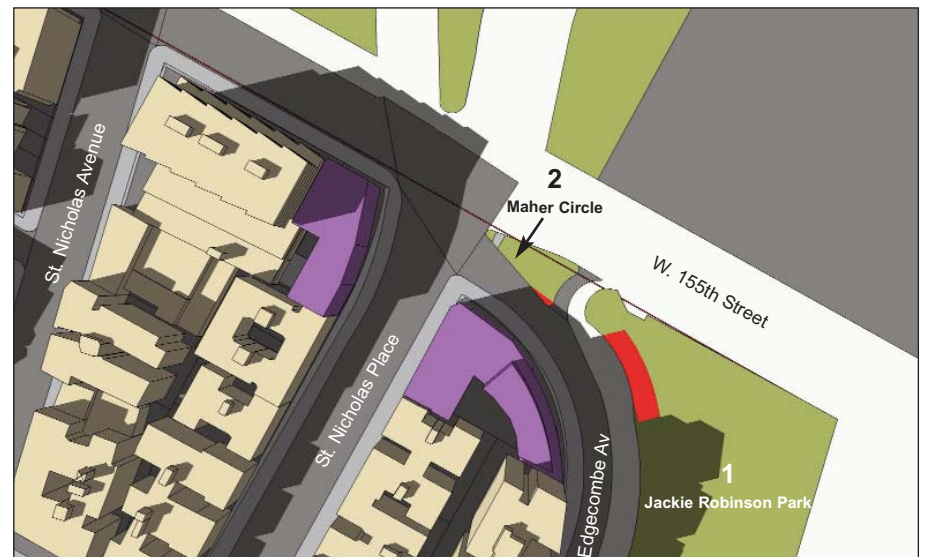 St. Nicholas Avenue
2
Maher Circle
W. 155th Street
St. Nicholas Place
Edgecombe Av
1
Jackie Robinson Park